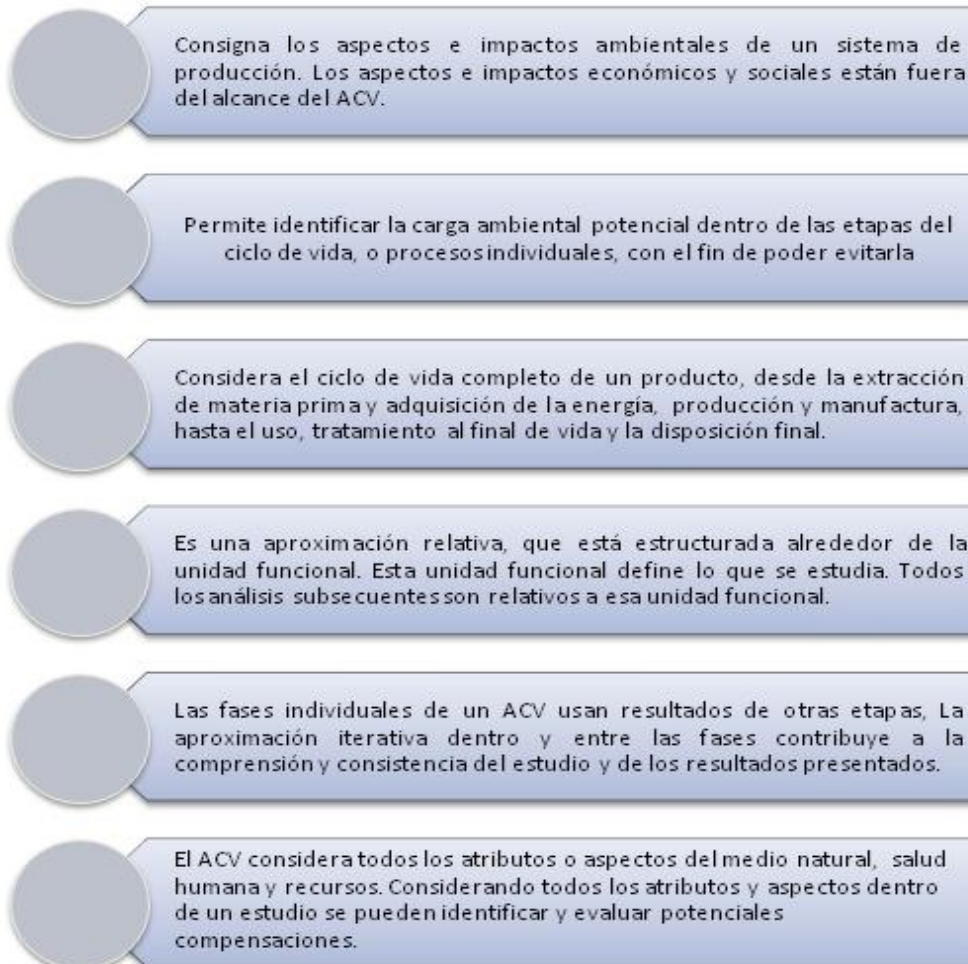 Consigna los aspectos e impactos ambientales de un sistema de
producción. Los aspectos e impactos económicos y sociales están fuera
del alcance del ACV.
Permite identificar la carga ambiental potencial dentro de las etapas del
ciclo de vida, o procesos individuales, con el fin de poder evitarla
Considera el ciclo de vida completo de un producto, desde la extracción
de materia prima y adquisición de la energía, producción y manufactura,
hasta el uso, tratamiento al final de vida y la disposición final.
Es una aproximación relativa, que está estructurada alrededor de la
unidad funcional. Esta unidad funcional define lo que se estudia. Todos
los análisis subsecuentes son relativos a esa unidad funcional.
Las fases individuales de un ACV usan resultados de otras etapas, La
aproximación iterativa dentro y entre las fases contribuye a la
comprensión y consistencia del estudio y de los resultados presentados.
El ACV considera todos los atributos o aspectos del medio natural, salud
humana y recursos. Considerando todos los atributos y aspectos dentro
de un estudio se pueden identificar y evaluar potenciales
compensaciones.